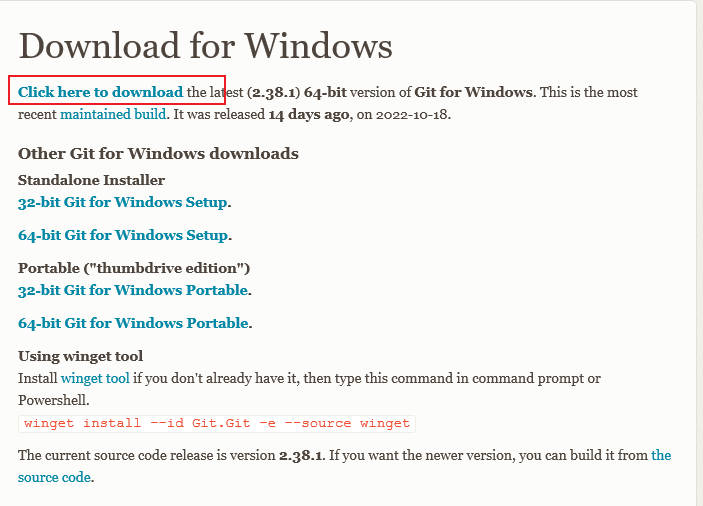 Download for Windows
Click here to download the latest (2.38.1) 64-bit version of Git for Windows. This is the most
recent maintained build. It was released 14 days ago, on 2022-10-18.
Other Git for Windows downloads
Standalone Installer
32-bit Git for Windows Setup.
64-bit Git for Windows Setup.
Portable ("thumbdrive edition")
32-bit Git for Windows Portable.
64-bit Git for Windows Portable.
Using winget tool
Install winget tool if you don't already have it, then type this command in command prompt or
Powershell.
winget install --id Git.Git -e --source winget
The current source code release is version 2.38.1. If you want the newer version, you can build it from the
source code.